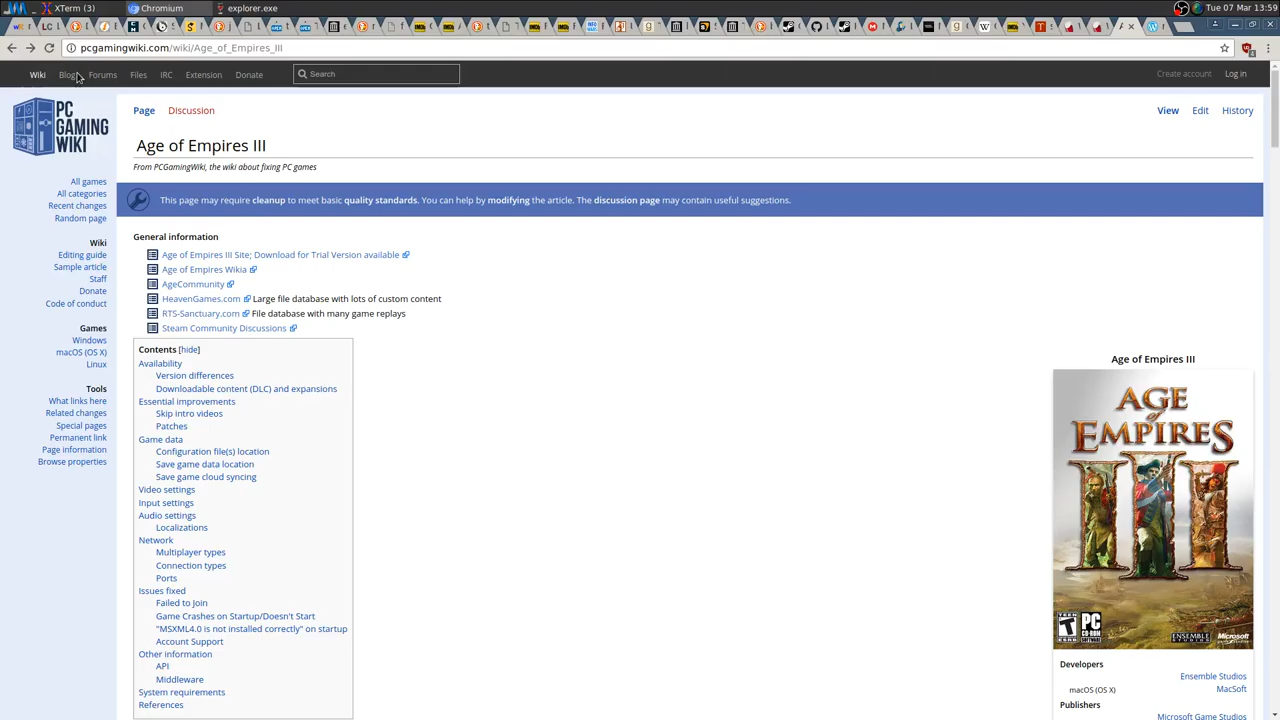 XTerm (3)
Chromium
explorer.exe
Tue 07 Mar 13:59
pcgamingwiki.com/wiki/Age_of_Empires_III
Wiki
Blog
Forums
Files
IRC
Extension
Donate
Search
Create account
Log in
PC
GAMING
WIKI
Page
Discussion
View
Edit
History
Age of Empires III
From PCGamingWiki, the wiki about fixing PC games
This page may require cleanup to meet basic quality standards. You can help by modifying the article. The discussion page may contain useful suggestions.
All games
All categories
Recent changes
Random page
Wiki
Editing guide
Sample article
Staff
Donate
Code of conduct
Games
Windows
macOS (OS X)
Linux
Tools
What links here
Related changes
Special pages
Permanent link
Page information
Browse properties
General information
Age of Empires III Site; Download for Trial Version available
Age of Empires Wikia
AgeCommunity
HeavenGames.com Large file database with lots of custom content
RTS-Sanctuary.com File database with many game replays
Steam Community Discussions
Contents [hide]
Availability
Version differences
Downloadable content (DLC) and expansions
Essential improvements
Skip intro videos
Patches
Game data
Configuration file(s) location
Save game data location
Save game cloud syncing
Video settings
Input settings
Audio settings
Localizations
Network
Multiplayer types
Connection types
Ports
Issues fixed
Failed to Join
Game Crashes on Startup/Doesn't Start
"MSXML4.0 is not installed correctly" on startup
Account Support
Other information
API
Middleware
System requirements
References
Age of Empires III
AGE
of
EMPIRES
III
TEEN
T
ESRB
PC
CD-ROM
SOFTWARE
ENSEMBLE
STUDIOS
Microsoft
Developers
Ensemble Studios
macOS (OS X)
MacSoft
Publishers
Microsoft Game Studios